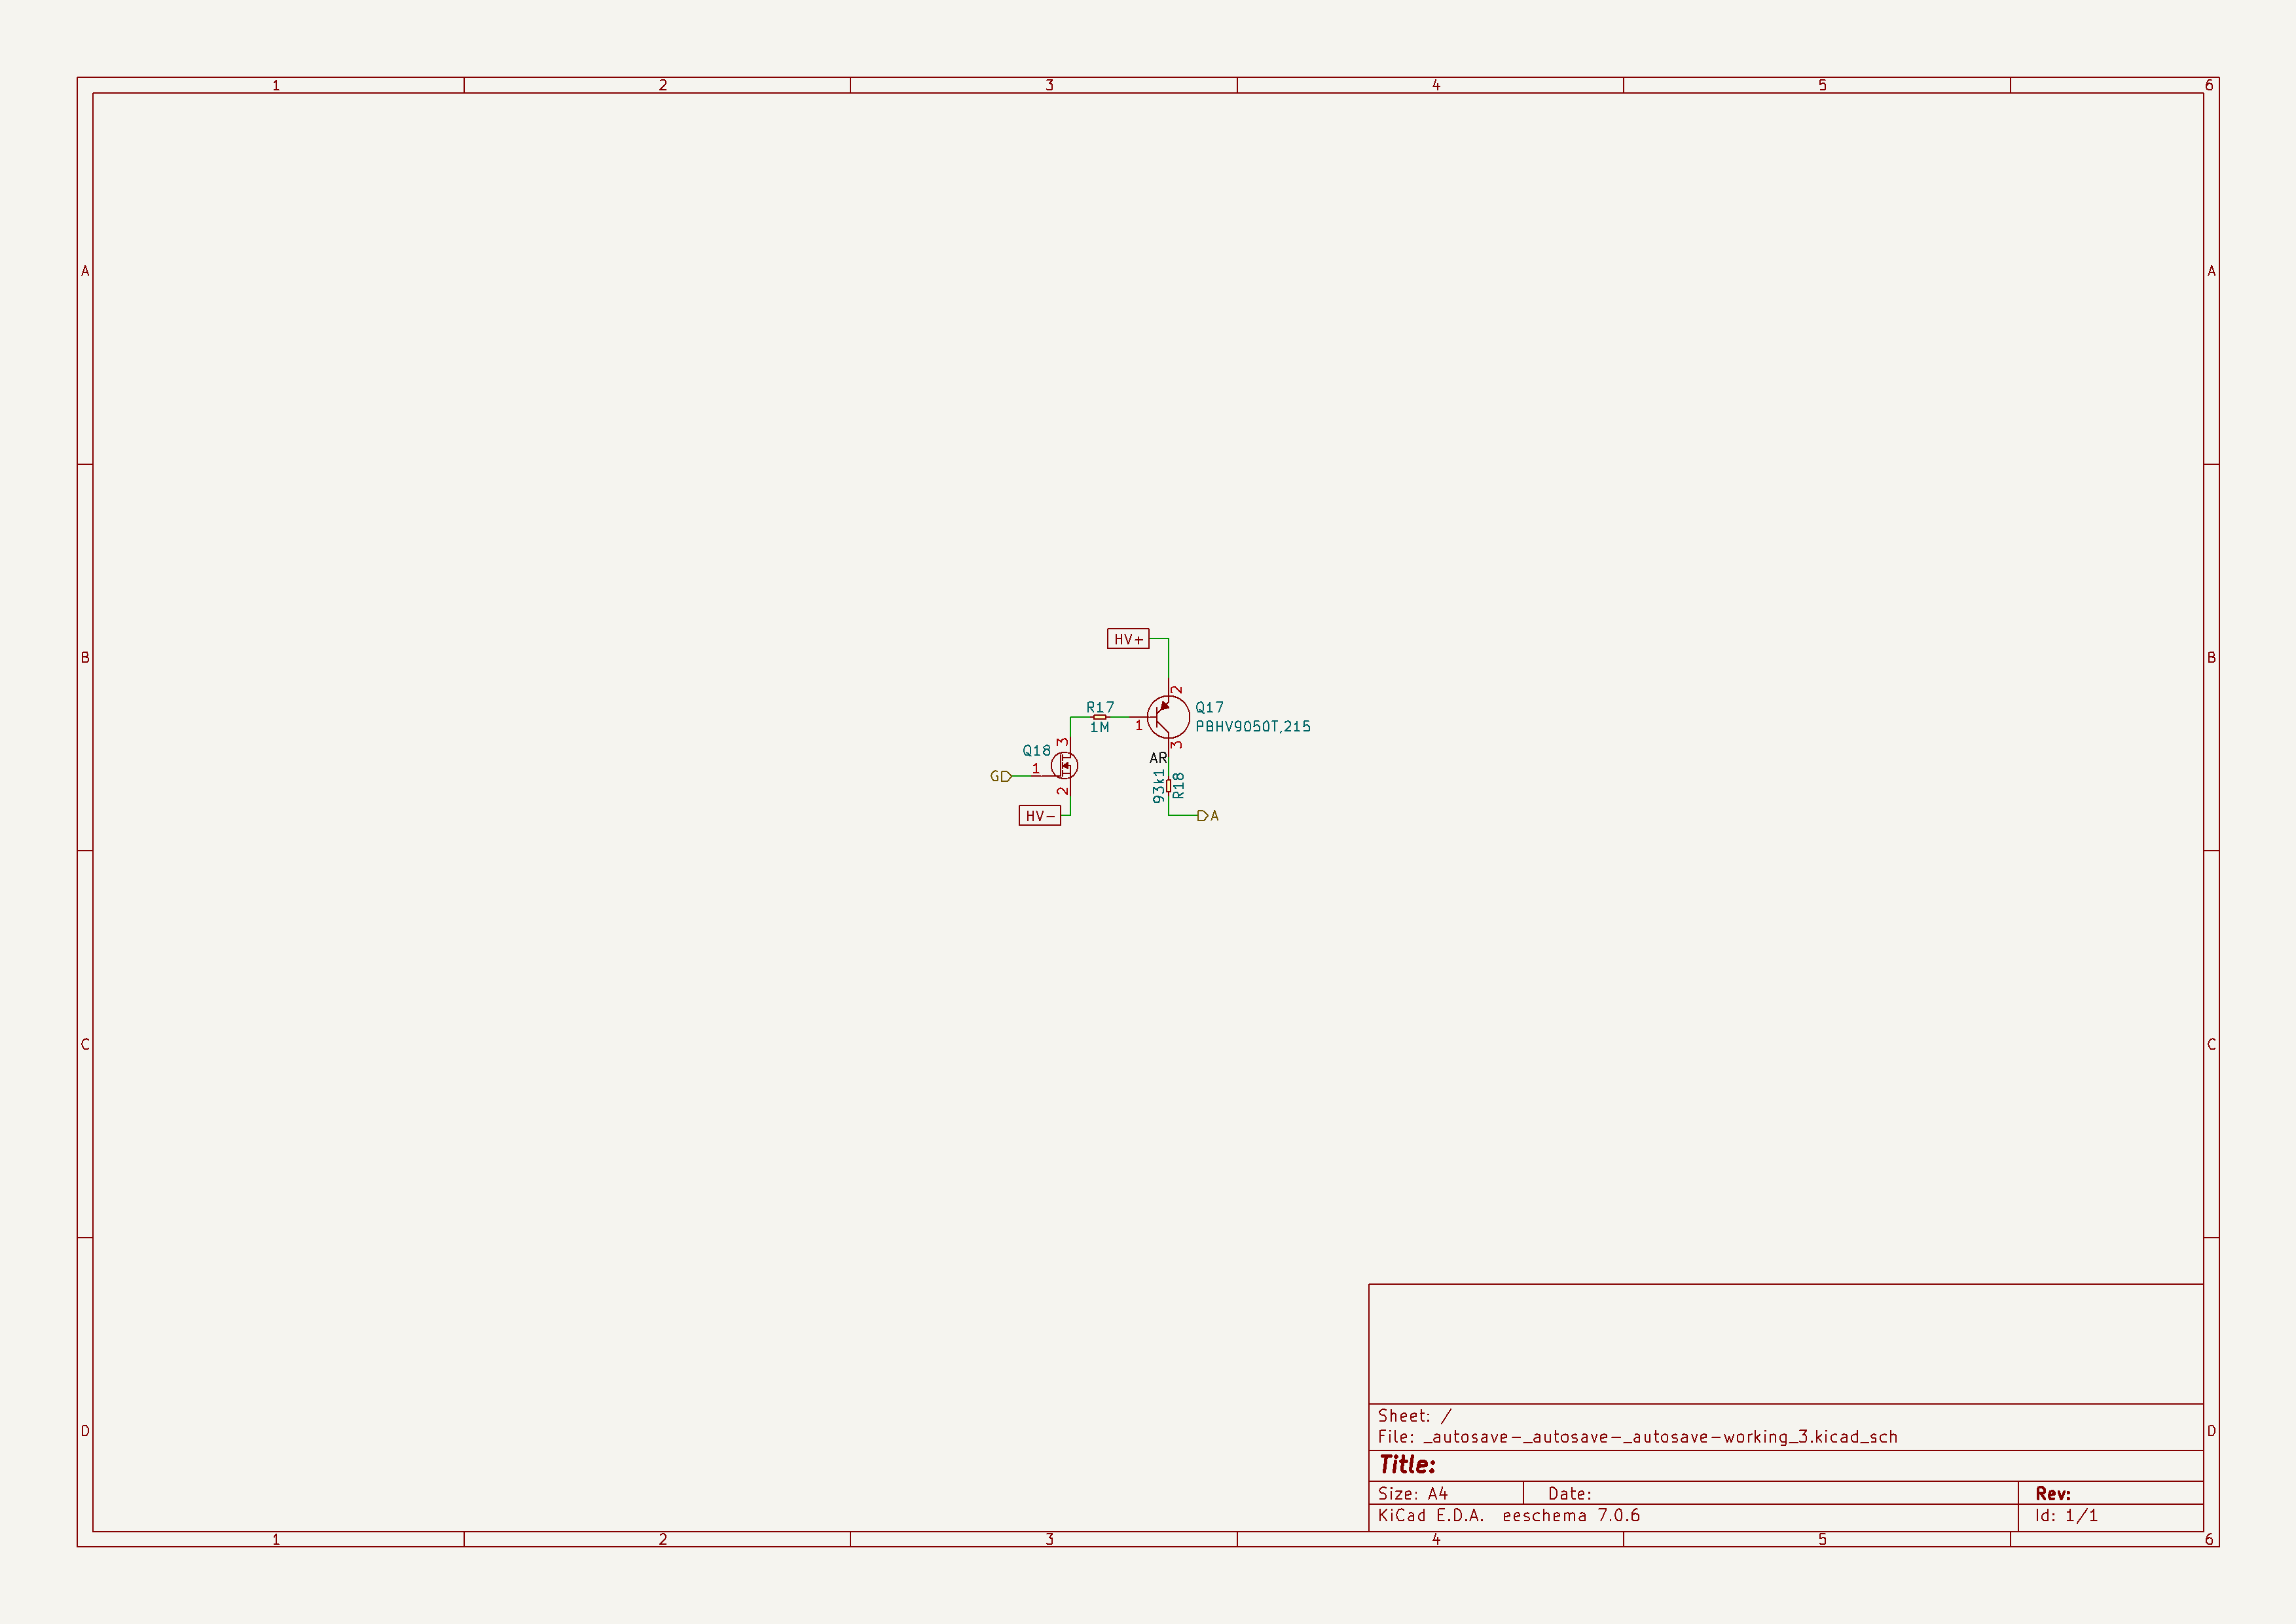 1 2 3 4 5 6
A A
HV+
B B
R17 2 Q17
1M 1 PBHV9050T,215
Q18 3 3
AR
G 1 93k1 R18
2
HV- A
C C
Sheet: /
D File: _autosave-_autosave-_autosave-working_3.kicad_sch D
Title:
Size: A4 Date: Rev:
KiCad E.D.A. eeschema 7.0.6 Id: 1/1
1 2 3 4 5 6